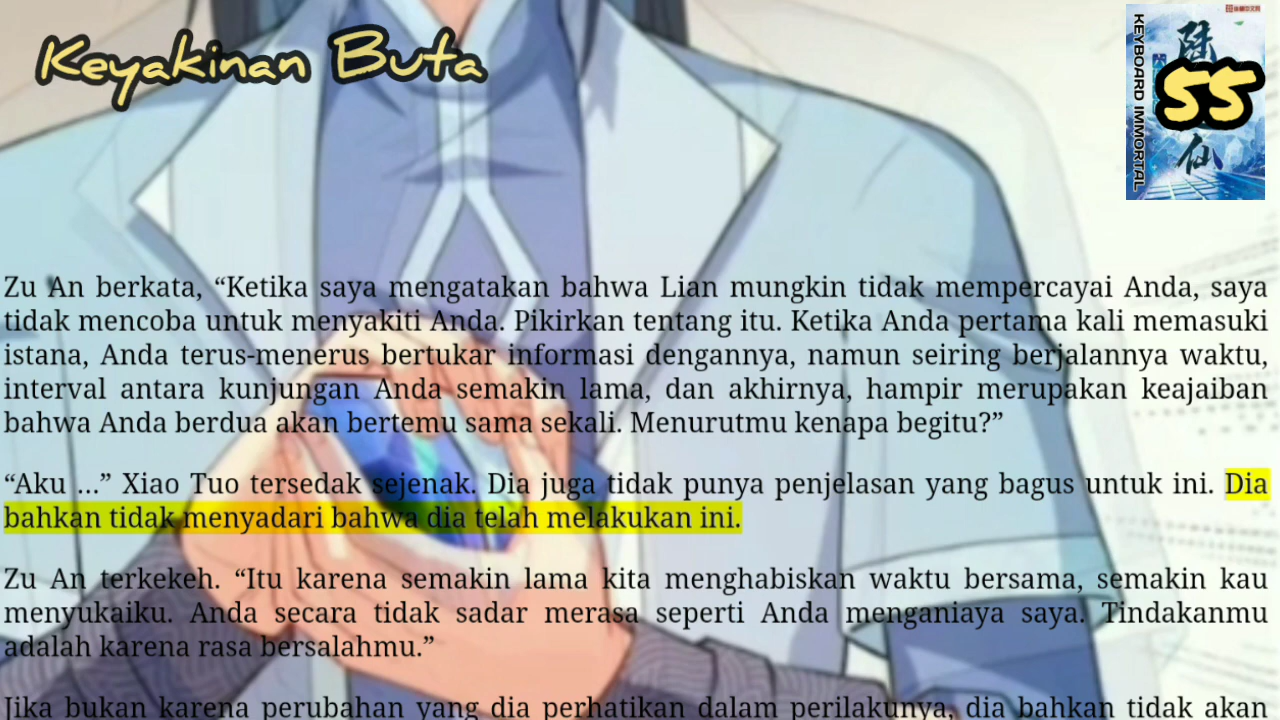 Keyakinan Buta
KEYBOARD IMMORTAL
55
仙
Zu An berkata, “Ketika saya mengatakan bahwa Lian mungkin tidak mempercayai Anda, saya
tidak mencoba untuk menyakiti Anda. Pikirkan tentang itu. Ketika Anda pertama kali memasuki
istana, Anda terus-menerus bertukar informasi dengannya, namun seiring berjalannya waktu,
interval antara kunjungan Anda semakin lama, dan akhirnya, hampir merupakan keajaiban
bahwa Anda berdua akan bertemu sama sekali. Menurutmu kenapa begitu?”
“Aku ...” Xiao Tuo tersedak sejenak. Dia juga tidak punya penjelasan yang bagus untuk ini. Dia
bahkan tidak menyadari bahwa dia telah melakukan ini.
Zu An terkekeh. “Itu karena semakin lama kita menghabiskan waktu bersama, semakin kau
menyukaiku. Anda secara tidak sadar merasa seperti Anda menganiaya saya. Tindakanmu
adalah karena rasa bersalahmu.”
Jika bukan karena perubahan yang dia perhatikan dalam perilakunya, dia bahkan tidak akan